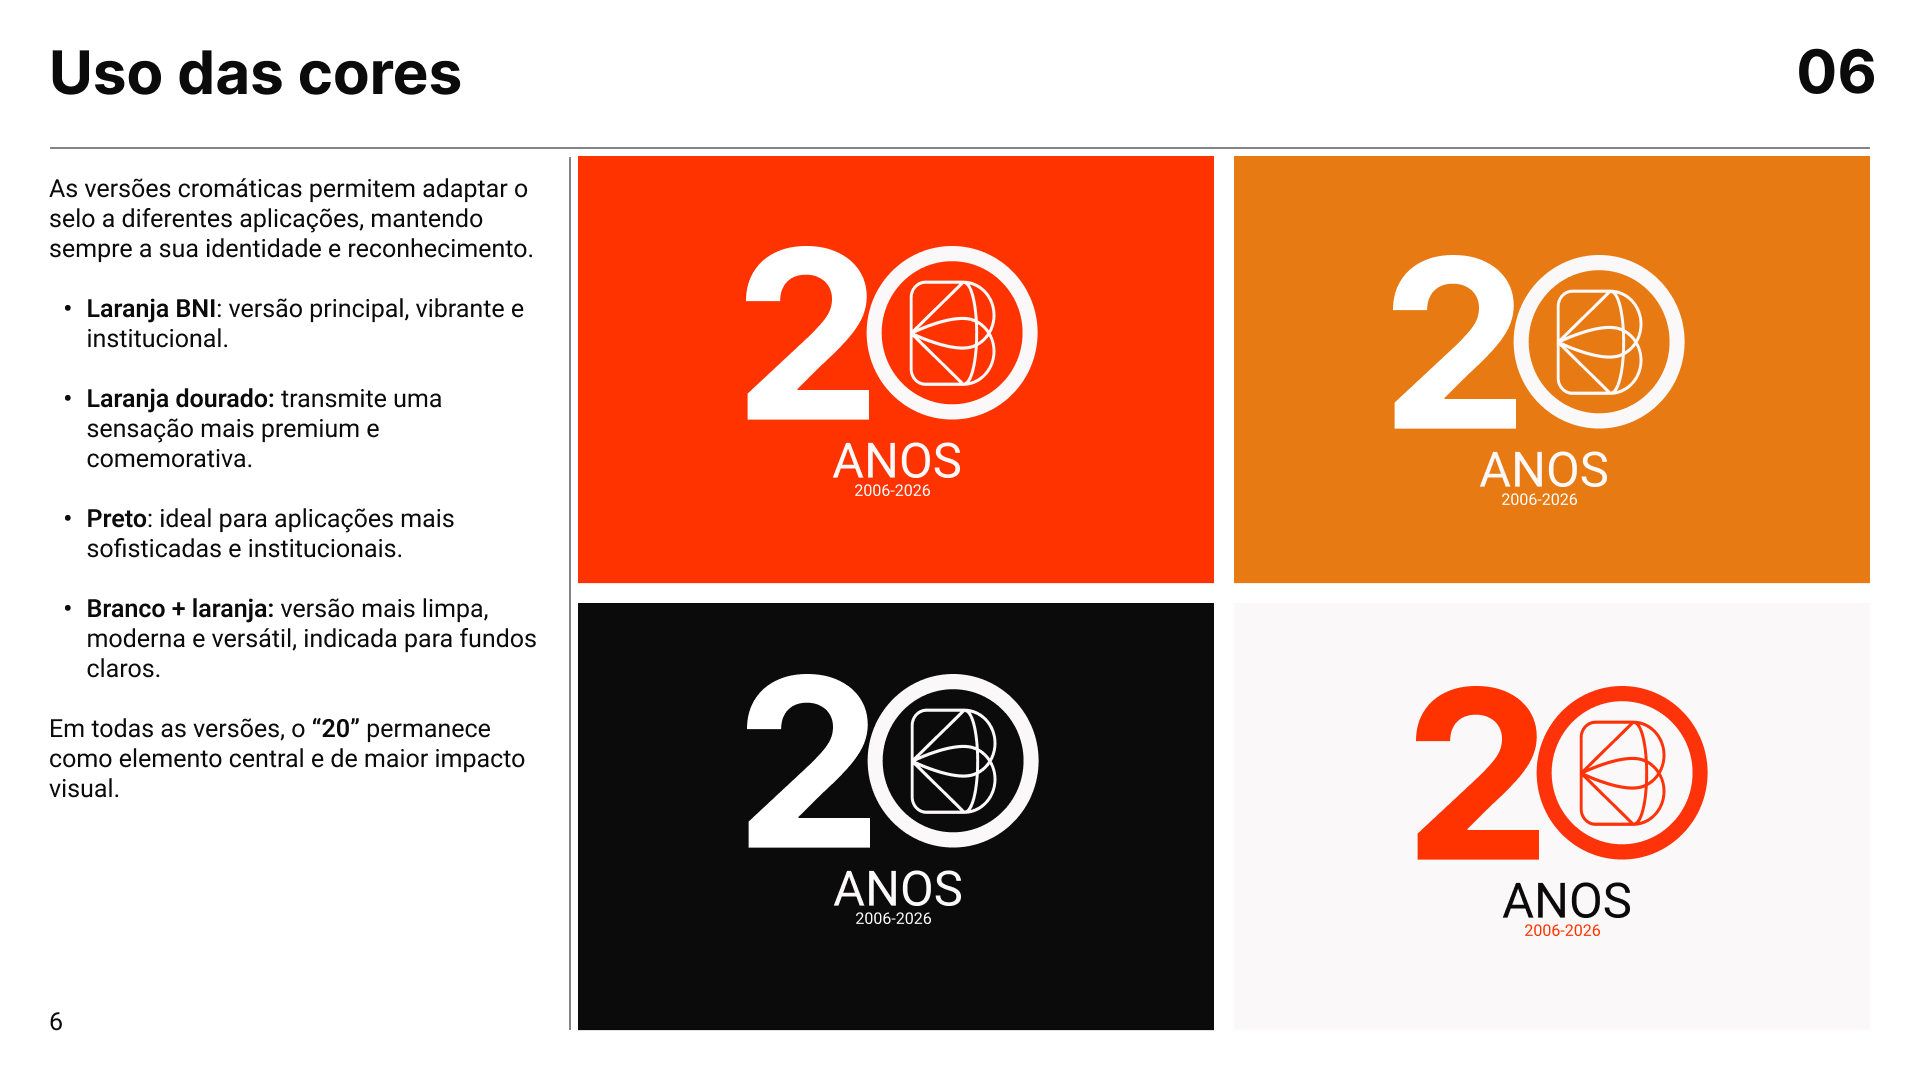 Uso das cores
06
As versões cromáticas permitem adaptar o
selo a diferentes aplicações, mantendo
sempre a sua identidade e reconhecimento.
• Laranja BNI: versão principal, vibrante e
institucional.
• Laranja dourado: transmite uma
sensação mais premium e
comemorativa.
• Preto: ideal para aplicações mais
sofisticadas e institucionais.
• Branco + laranja: versão mais limpa,
moderna e versátil, indicada para fundos
claros.
Em todas as versões, o “20” permanece
como elemento central e de maior impacto
visual.
6
20
ANOS
2006-2026
20
ANOS
2006-2026
20
ANOS
2006-2026
20
ANOS
2006-2026